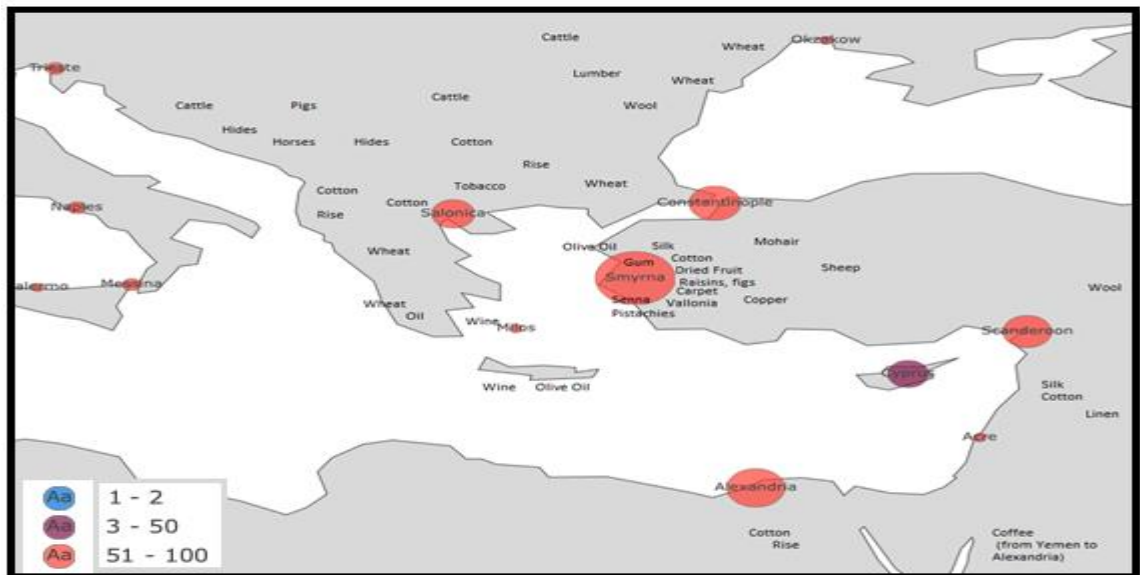 Cattle
Okzakow
Wheat
Trieste
Lumber
Wheat
Cattle
Pigs
Cattle
Wool
Hides
Horses
Hides
Cotton
Rise
Cotton
Tobacco
Wheat
Cotton
Constantinople
Naples
Rise
Salonica
Mohair
Olive Oil
Silk
Wheat
Cotton
Gum
Dried Fruit
Sheep
Smyrna
Raisins, figs
alermo
Messina
Carpet
Wool
Senna
Vallonia
Copper
Wheat
Pistachies
Oil
Wine
Milos
Scanderoon
Cyprus
Wine
Olive Oil
Silk
Cotton
Linen
Acre
Alexandria
Aa 1 - 2
Aa 3 - 50
Aa 51 - 100
Cotton
Rise
Coffee
(from Yemen to
Alexandria)